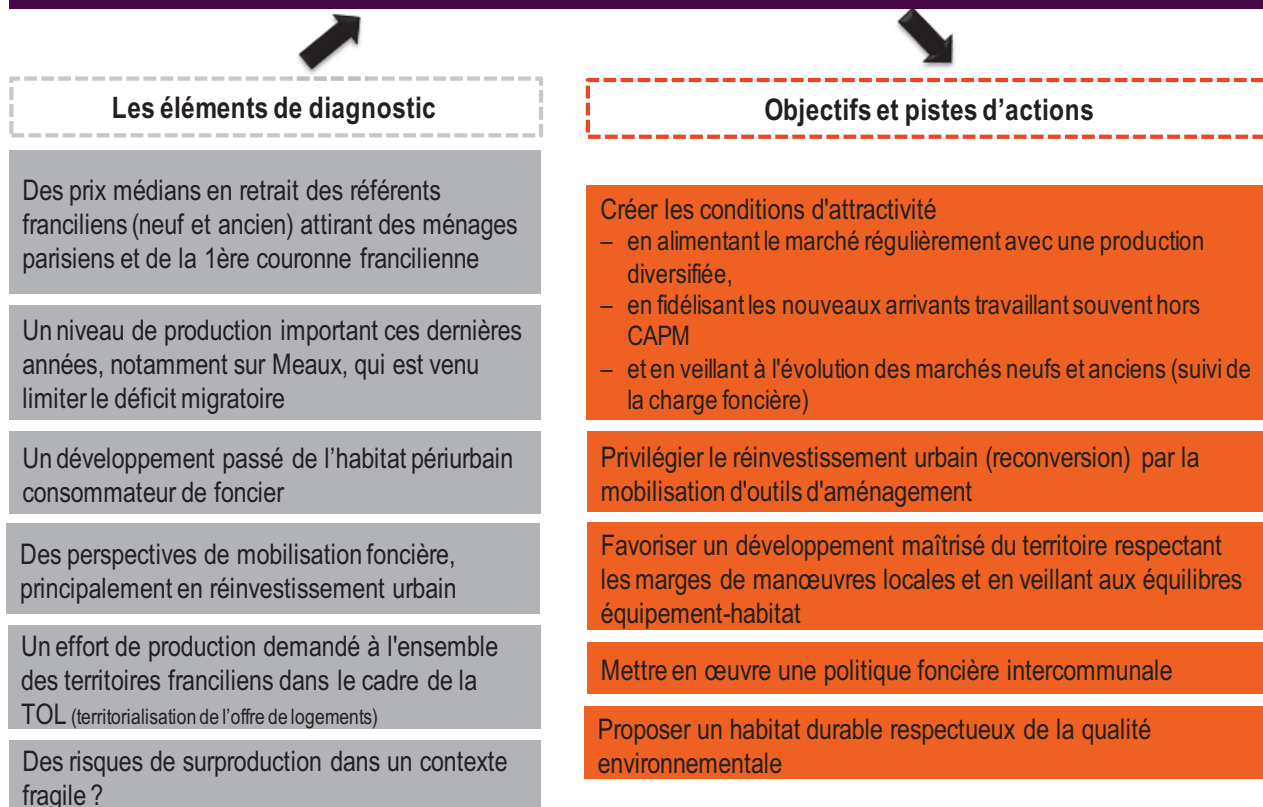 Les éléments de diagnostic
Des prix médians en retrait des référents
franciliens (neuf et ancien) attirant des ménages
parisiens et de la 1ère couronne francilienne
Un niveau de production important ces dernières
années, notamment sur Meaux, qui est venu
limiter le déficit migratoire
Un développement passé de l’habitat périurbain
consommateur de foncier
Des perspectives de mobilisation foncière,
principalement en réinvestissement urbain
Un effort de production demandé à l'ensemble
des territoires franciliens dans le cadre de la
TOL (territorialisation de l’offre de logements)
Des risques de surproduction dans un contexte
fragile ?
Objectifs et pistes d’actions
Créer les conditions d'attractivité
– en alimentant le marché régulièrement avec une production
diversifiée,
– en fidélisant les nouveaux arrivants travaillant souvent hors
CAPM
– et en veillant à l'évolution des marchés neufs et anciens (suivi de
la charge foncière)
Privilégier le réinvestissement urbain (reconversion) par la
mobilisation d'outils d'aménagement
Favoriser un développement maîtrisé du territoire respectant
les marges de manœuvres locales et en veillant aux équilibres
équipement-habitat
Mettre en œuvre une politique foncière intercommunale
Proposer un habitat durable respectueux de la qualité
environnementale